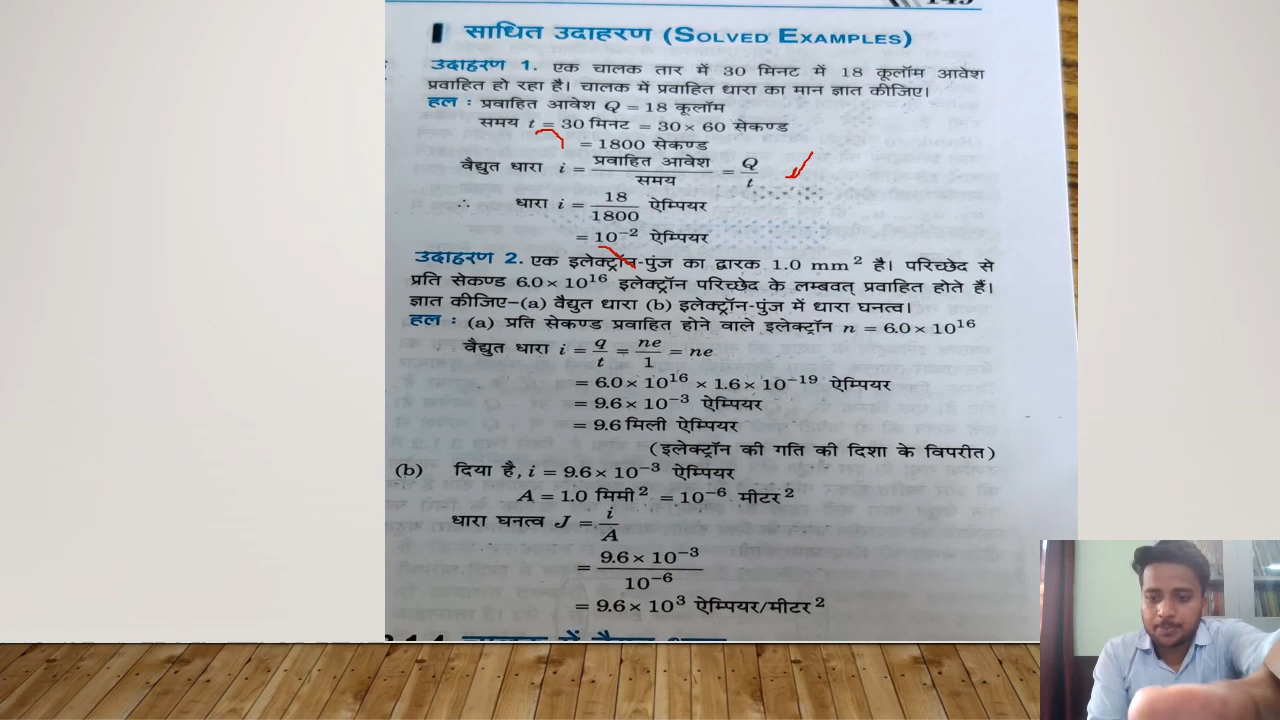 साधित उदाहरण (SOLVED EXAMPLES)
उदाहरण 1. एक चालक तार में 30 मिनट में 18 कूलॉम आवेश
प्रवाहित हो रहा है। चालक में प्रवाहित धारा का मान ज्ञात कीजिए।
हल : प्रवाहित आवेश Q = 18 कूलॉम
समय t = 30 मिनट = 30 × 60 सेकण्ड
= 1800 सेकण्ड
वैद्युत धारा i = प्रवाहित आवेश / समय = Q / t
∴ धारा i = 18 / 1800 ऐम्पियर
= 10⁻² ऐम्पियर
उदाहरण 2. एक इलेक्ट्रॉन-पुंज का द्वारक 1.0 mm² है। परिच्छेद से
प्रति सेकण्ड 6.0 × 10¹⁶ इलेक्ट्रॉन परिच्छेद के लम्बवत् प्रवाहित होते हैं।
ज्ञात कीजिए–(a) वैद्युत धारा (b) इलेक्ट्रॉन-पुंज में धारा घनत्व।
हल : (a) प्रति सेकण्ड प्रवाहित होने वाले इलेक्ट्रॉन n = 6.0 × 10¹⁶
वैद्युत धारा i = q / t = ne / 1 = ne
= 6.0 × 10¹⁶ × 1.6 × 10⁻¹⁹ ऐम्पियर
= 9.6 × 10⁻³ ऐम्पियर
= 9.6 मिली ऐम्पियर
(इलेक्ट्रॉन की गति की दिशा के विपरीत)
(b) दिया है, i = 9.6 × 10⁻³ ऐम्पियर
A = 1.0 मिमी² = 10⁻⁶ मीटर²
धारा घनत्व J = i / A
= 9.6 × 10⁻³ / 10⁻⁶
= 9.6 × 10³ ऐम्पियर/मीटर²